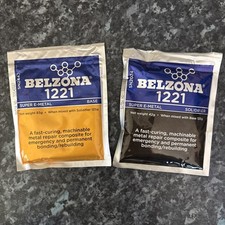 BELZONA
1221
SUPER E-METAL
BASE
A fast-curing, machinable
metal repair composite for
emergency and permanent
bonding/rebuilding
BELZONA
1221
SUPER E-METAL
SOLIDIFIER
A fast-curing, machinable
metal repair composite for
emergency and permanent
bonding/rebuilding